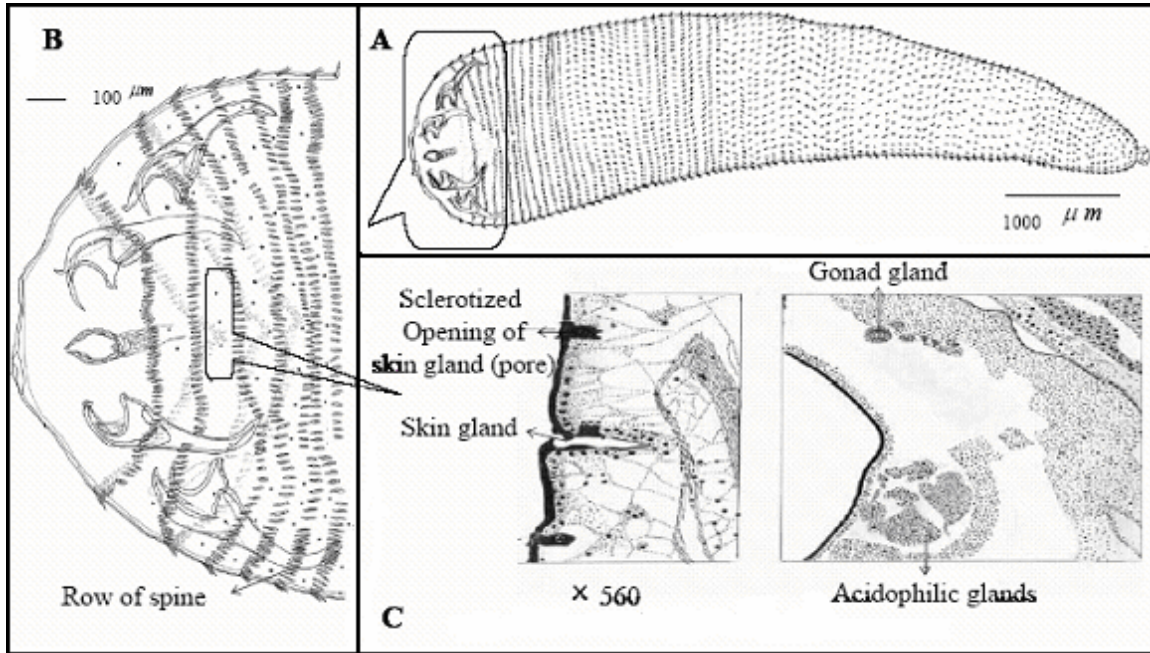 B
100 μm
Row of spine
A
1000 μm
Sclerotized
Opening of
skin gland (pore)
Skin gland
× 560
C
Gonad gland
Acidophilic glands